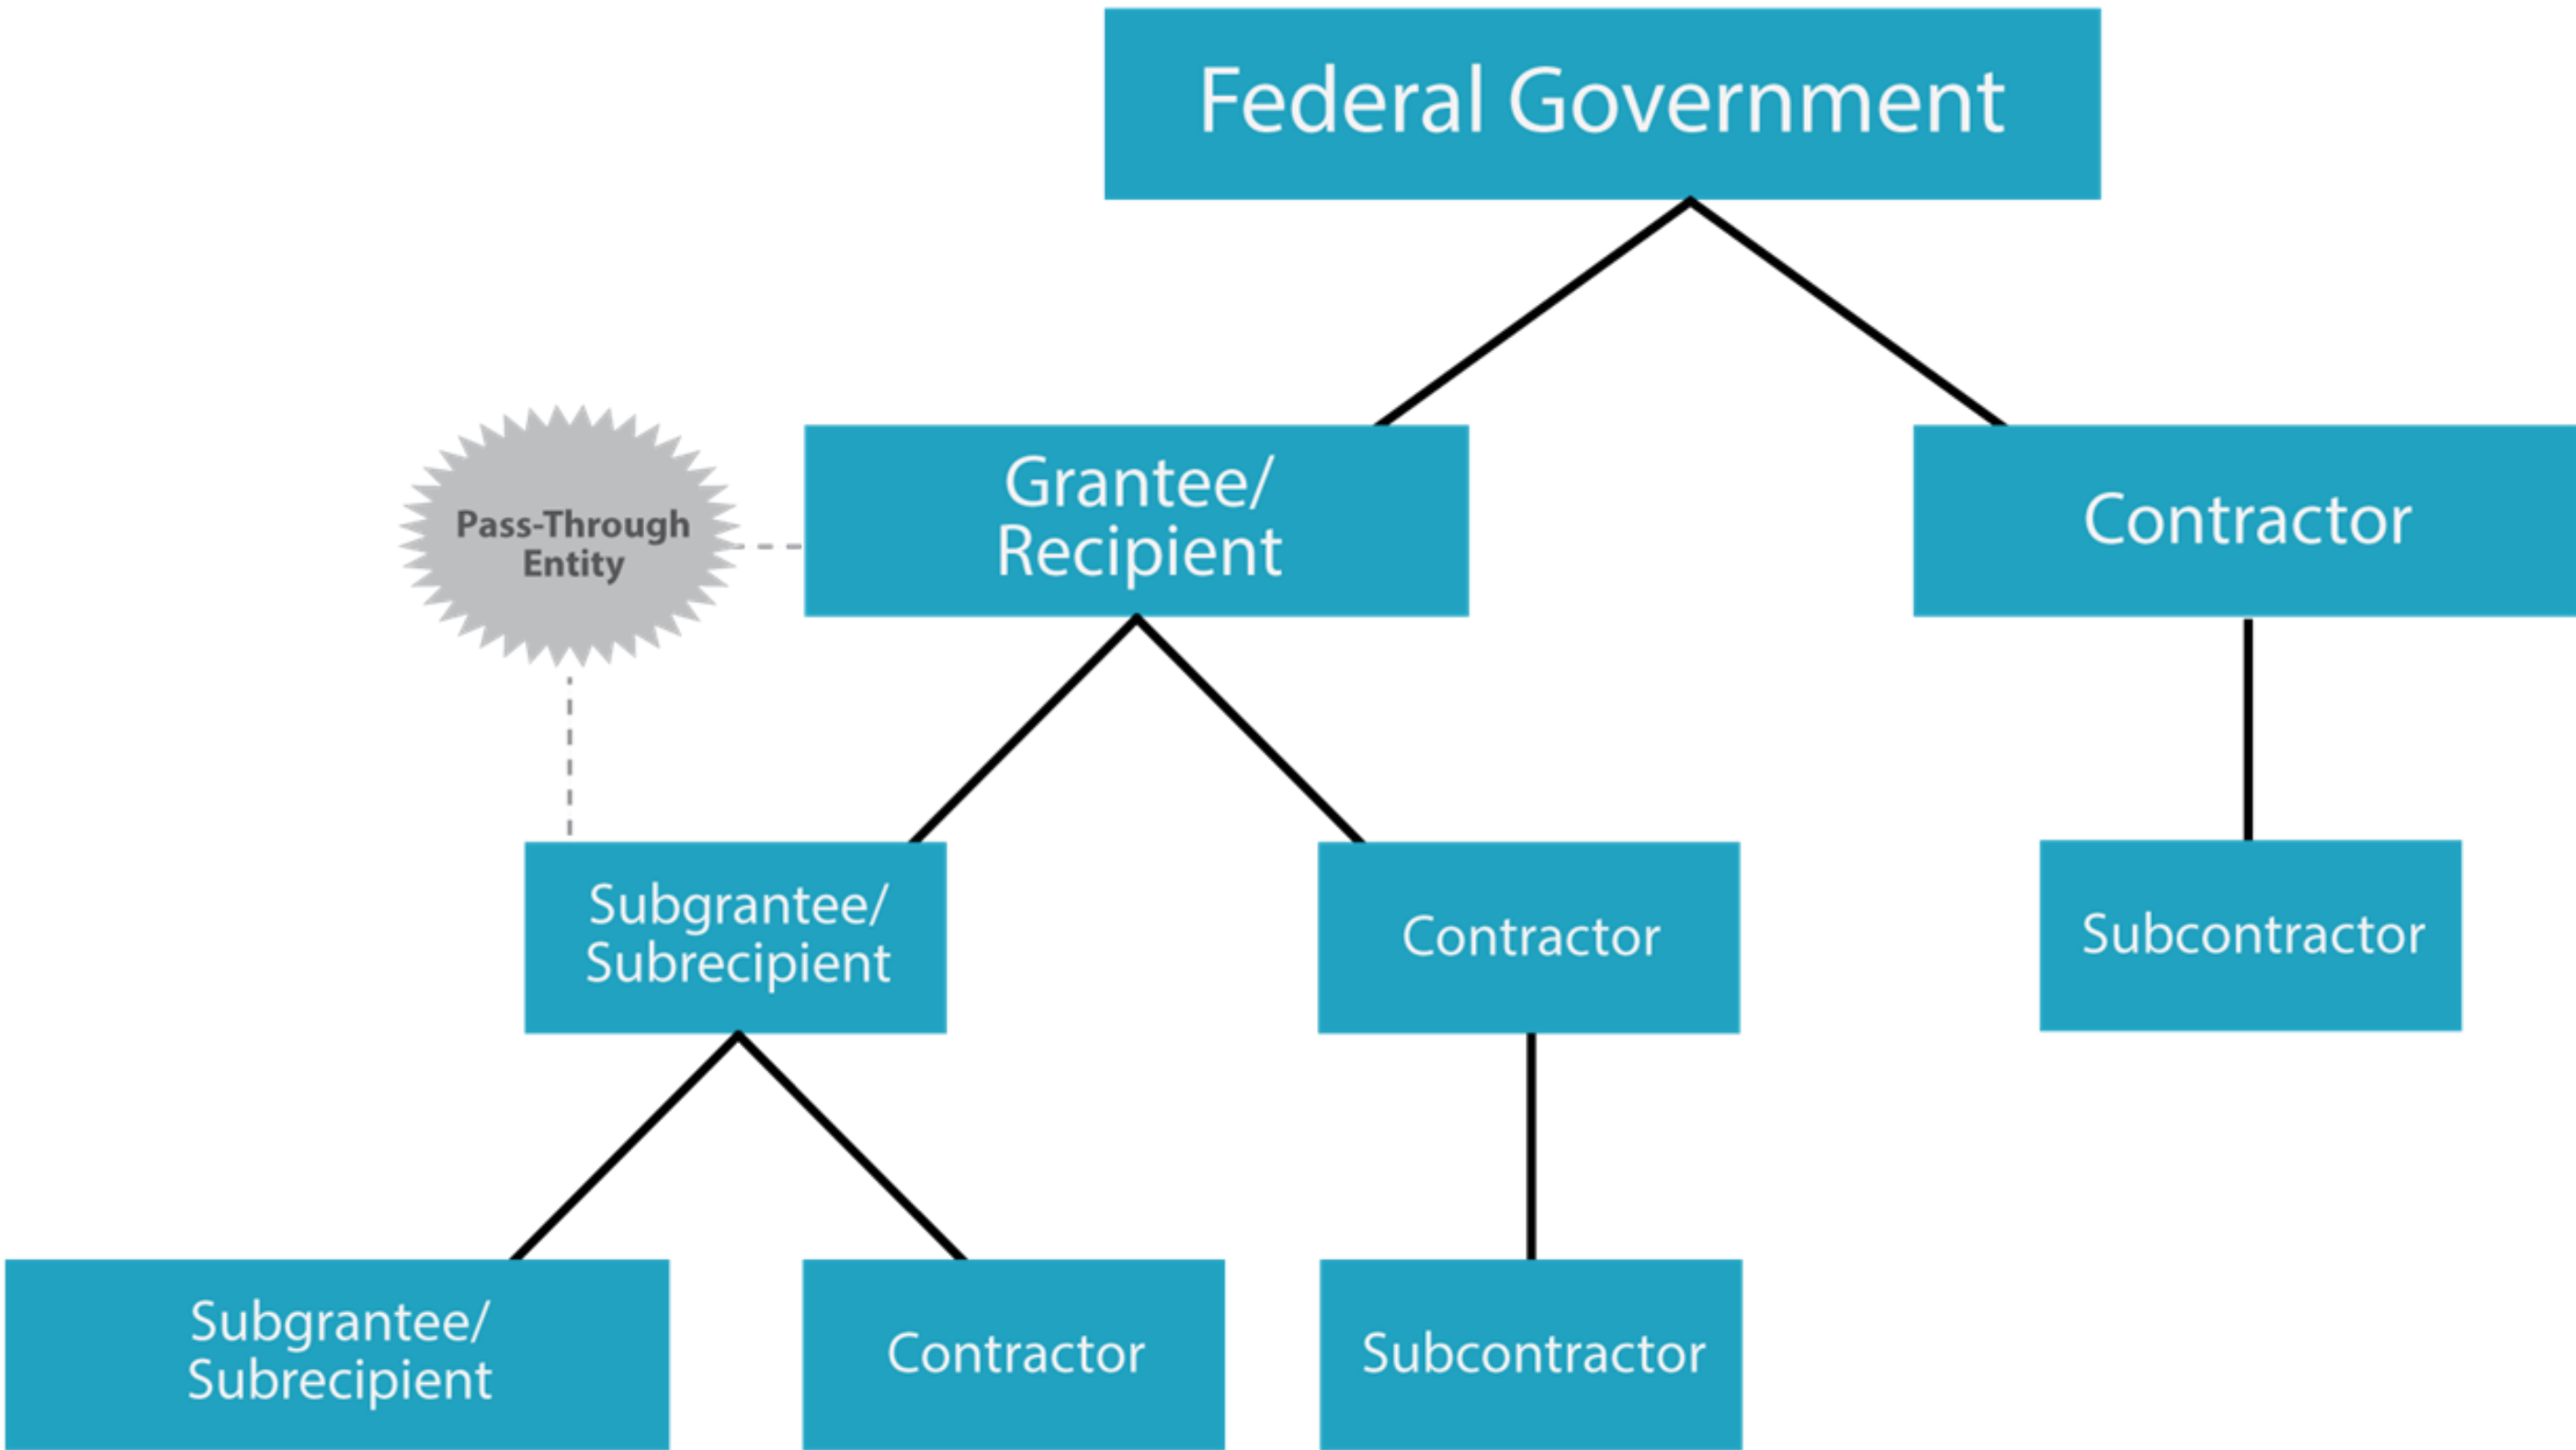 Federal Government
Pass-Through
Entity
Grantee/
Recipient
Contractor
Subgrantee/
Subrecipient
Contractor
Subcontractor
Subgrantee/
Subrecipient
Contractor
Subcontractor